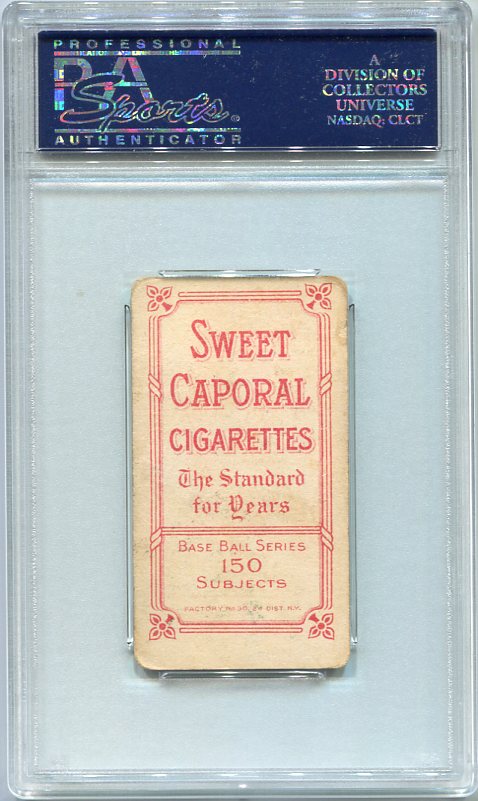 PROFESSIONAL
PSA
Sports
AUTHENTICATOR
A
DIVISION OF
COLLECTORS
UNIVERSE
NASDAQ: CLCT
SWEET
CAPORAL
CIGARETTES
The Standard
for Years
BASE BALL SERIES
150
SUBJECTS
FACTORY No 30, 2d DIST. N.Y.